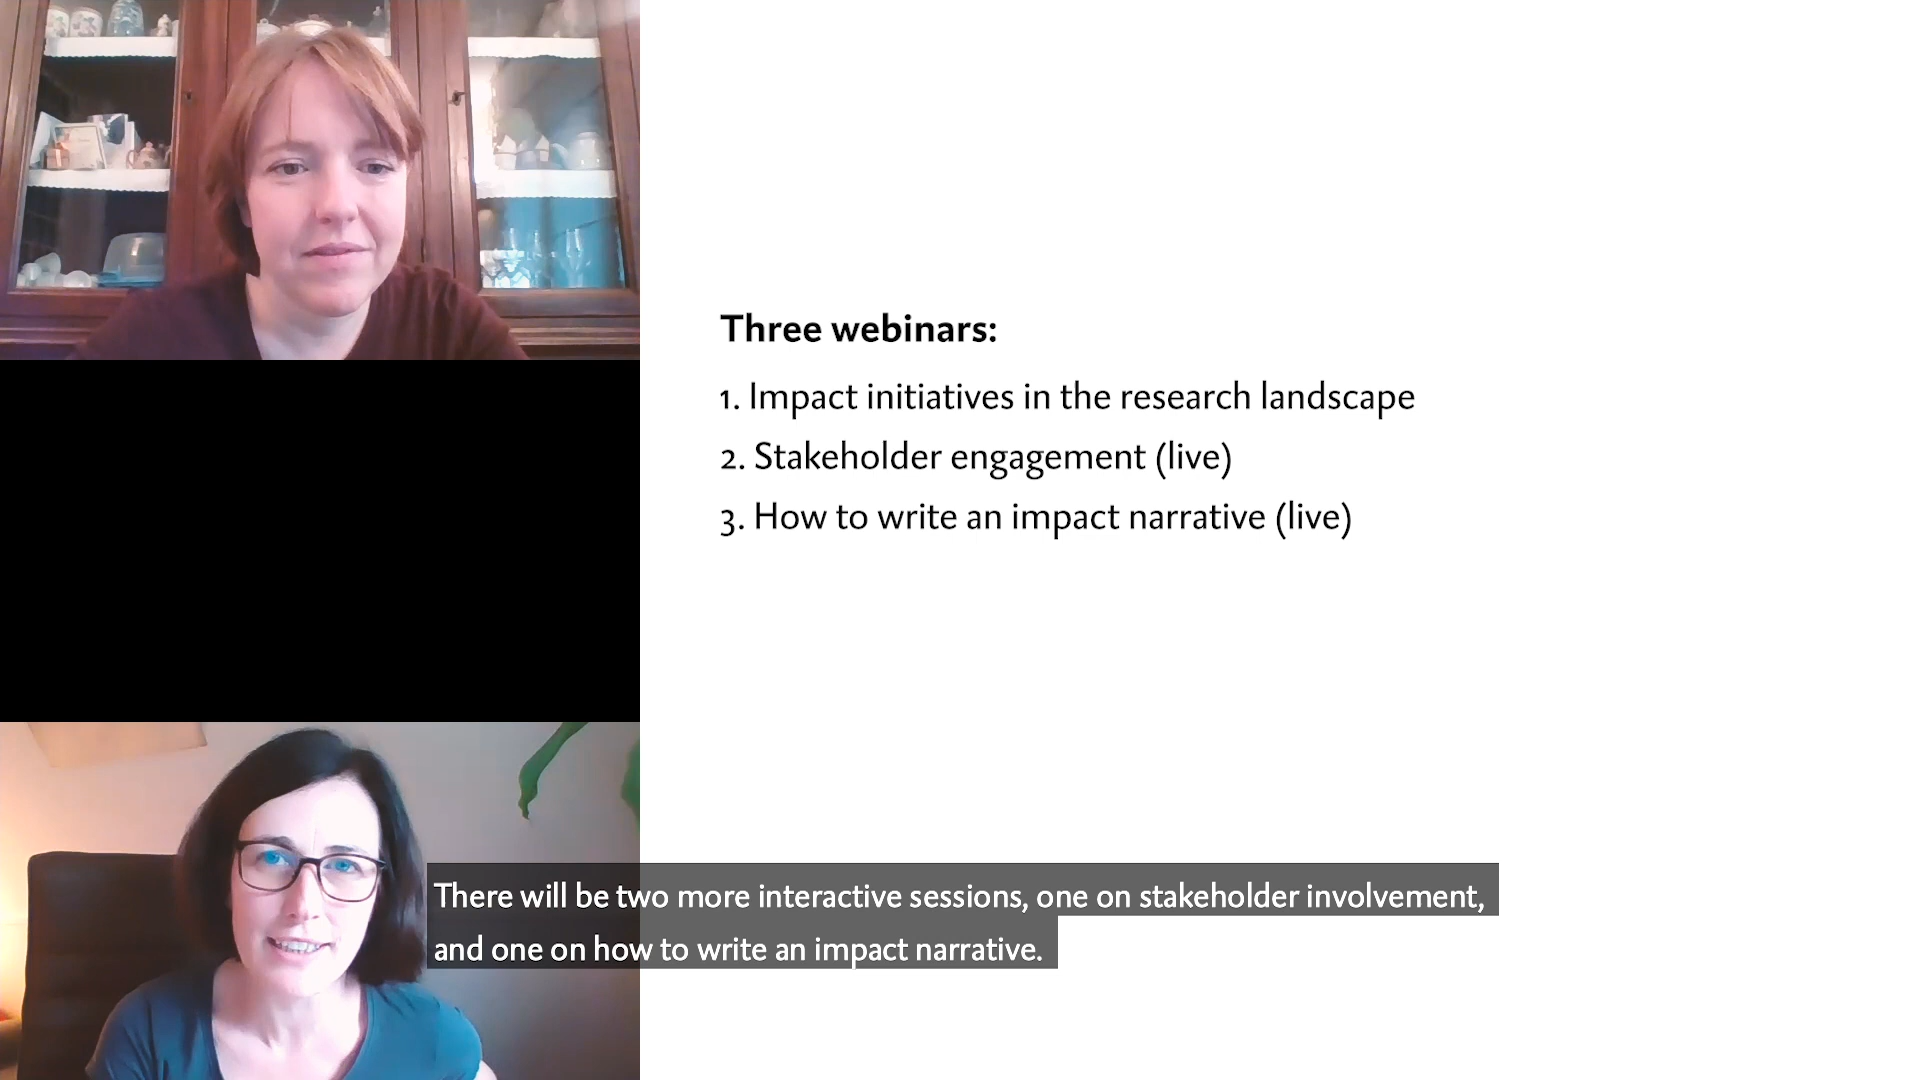 Three webinars:
1. Impact initiatives in the research landscape
2. Stakeholder engagement (live)
3. How to write an impact narrative (live)
There will be two more interactive sessions, one on stakeholder involvement,
and one on how to write an impact narrative.